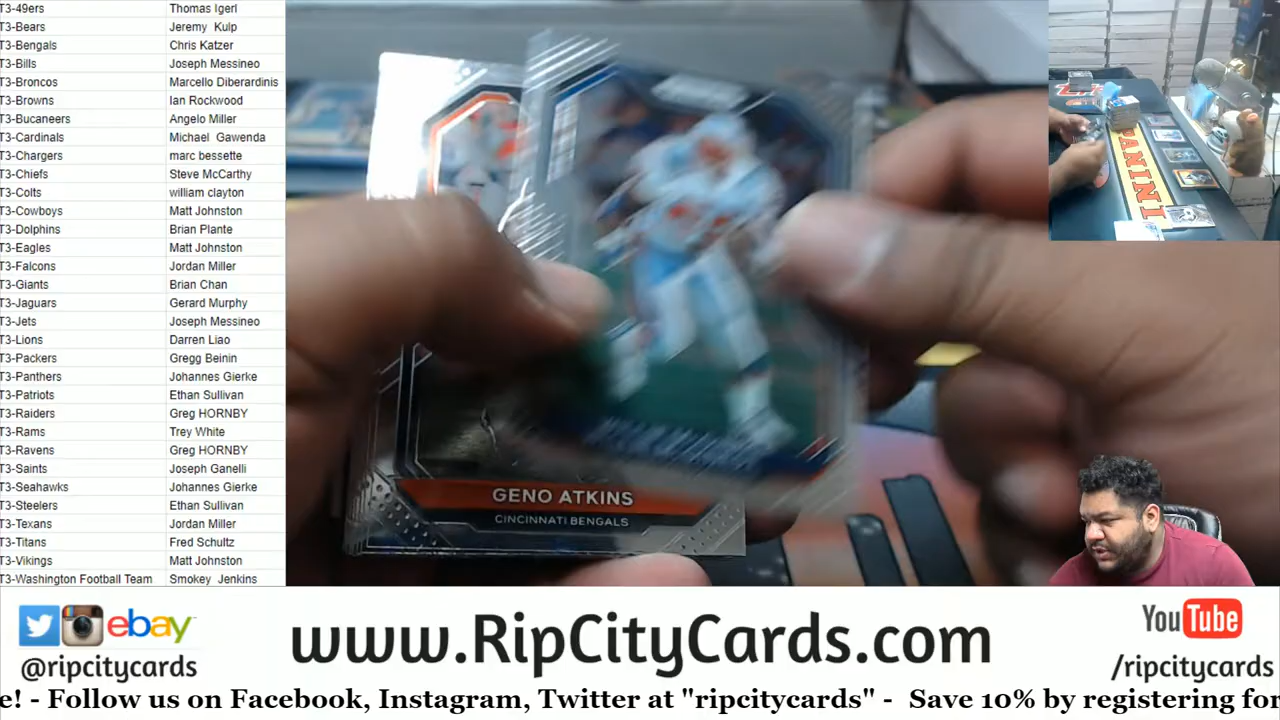 T3-49ers Thomas Igerl
T3-Bears Jeremy Kulp
T3-Bengals Chris Katzer
T3-Bills Joseph Messineo
T3-Broncos Marcello Diberardinis
T3-Browns Ian Rockwood
T3-Bucaneers Angelo Miller
T3-Cardinals Michael Gawenda
T3-Chargers marc bessette
T3-Chiefs Steve McCarthy
T3-Colts william clayton
T3-Cowboys Matt Johnston
T3-Dolphins Brian Plante
T3-Eagles Matt Johnston
T3-Falcons Jordan Miller
T3-Giants Brian Chan
T3-Jaguars Gerard Murphy
T3-Jets Joseph Messineo
T3-Lions Darren Liao
T3-Packers Gregg Beinin
T3-Panthers Johannes Gierke
T3-Patriots Ethan Sullivan
T3-Raiders Greg HORNBY
T3-Rams Trey White
T3-Ravens Greg HORNBY
T3-Saints Joseph Ganelli
T3-Seahawks Johannes Gierke
T3-Steelers Ethan Sullivan
T3-Texans Jordan Miller
T3-Titans Fred Schultz
T3-Vikings Matt Johnston
T3-Washington Football Team Smokey Jenkins
GENO ATKINS
CINCINNATI BENGALS
PANINI
ebay
@ripcitycards
www.RipCityCards.com
YouTube
/ripcitycards
e! - Follow us on Facebook, Instagram, Twitter at "ripcitycards" - Save 10% by registering for